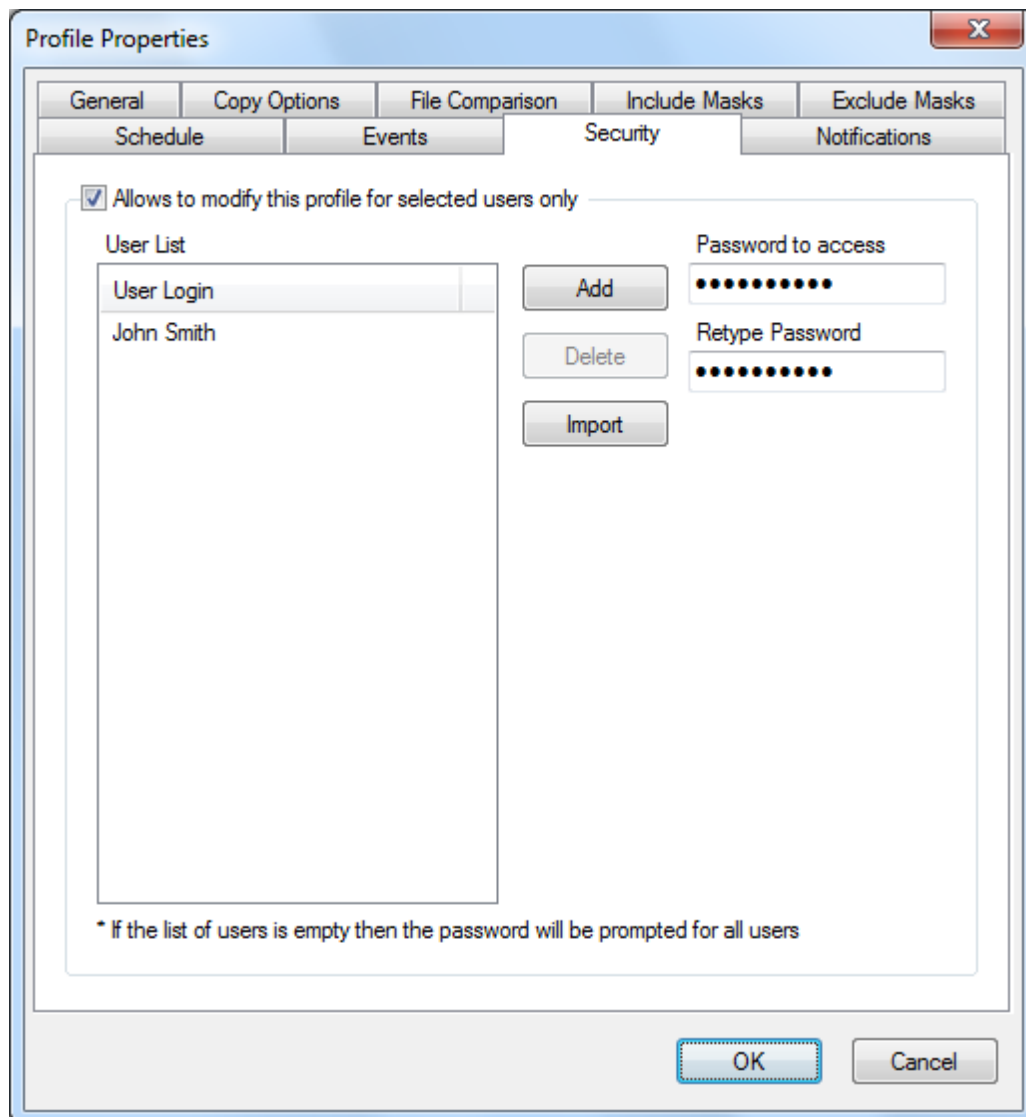 Profile Properties
General Copy Options File Comparison Include Masks Exclude Masks
Schedule Events Security Notifications
Allows to modify this profile for selected users only
User List
Password to access
User Login
Add
••••••••••
John Smith
Retype Password
Delete
••••••••••
Import
* If the list of users is empty then the password will be prompted for all users
OK Cancel